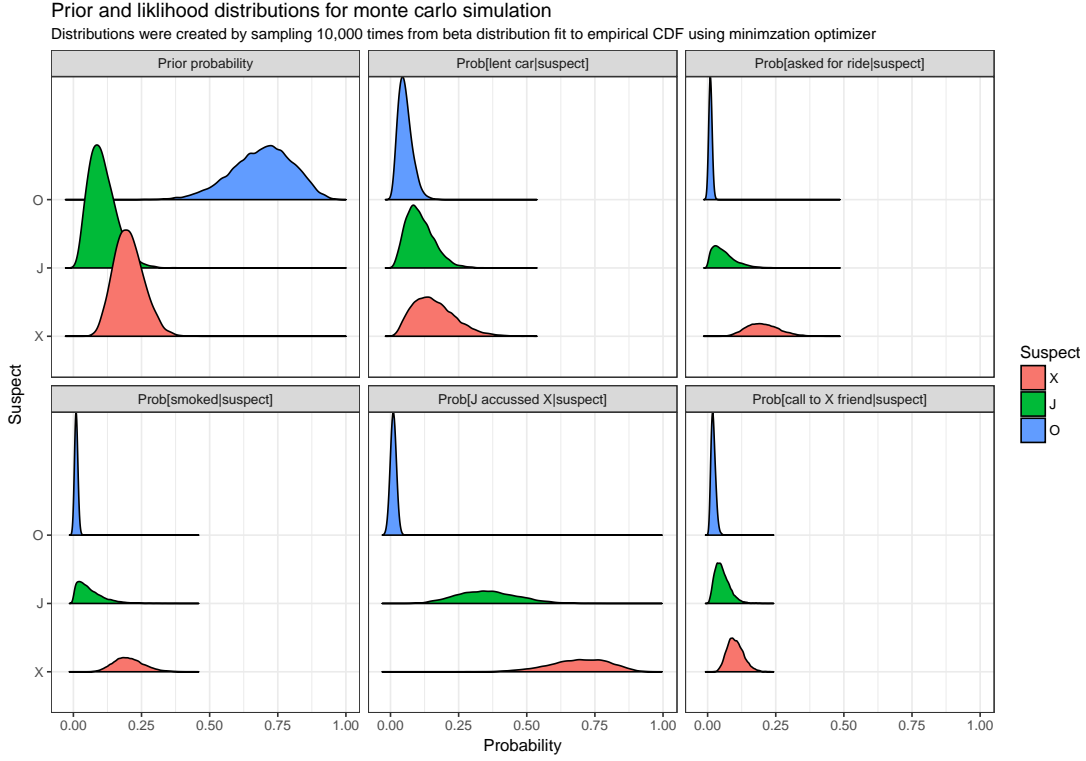 Prior and liklihood distributions for monte carlo simulation
Distributions were created by sampling 10,000 times from beta distribution fit to empirical CDF using minimzation optimizer
Prior probability
Prob[lent car|suspect]
Prob[asked for ride|suspect]
O
J
X
Prob[smoked|suspect]
Prob[J accussed X|suspect]
Prob[call to X friend|suspect]
O
J
X
0.00 0.25 0.50 0.75 1.00
0.00 0.25 0.50 0.75 1.00
0.00 0.25 0.50 0.75 1.00
Probability
Suspect
Suspect
X
J
O